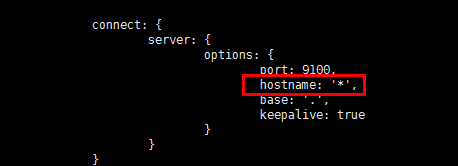 connect: {
server: {
options: {
port: 9100,
hostname: '*',
base: '.',
keepalive: true
}
}
}